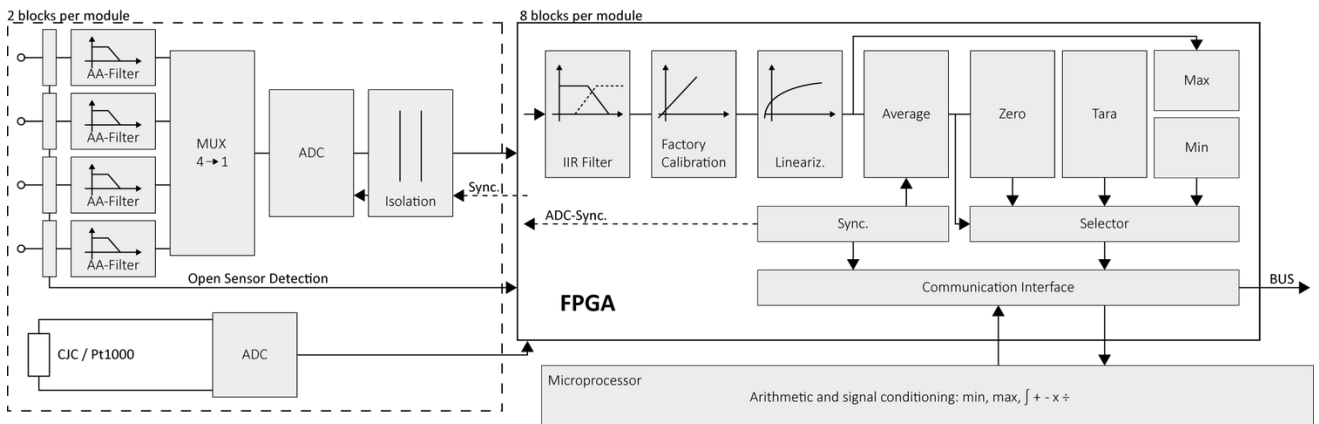 2 blocks per module
8 blocks per module
AA-Filter
AA-Filter
AA-Filter
AA-Filter
MUX
4→1
ADC
Isolation
Sync.
Open Sensor Detection
CJC / Pt1000
ADC
IIR Filter
Factory
Calibration
Lineariz.
Average
Zero
Tara
Max
Min
ADC-Sync.
Sync.
Selector
Communication Interface
BUS
FPGA
Microprocessor
Arithmetic and signal conditioning: min, max, ∫ + - x ÷